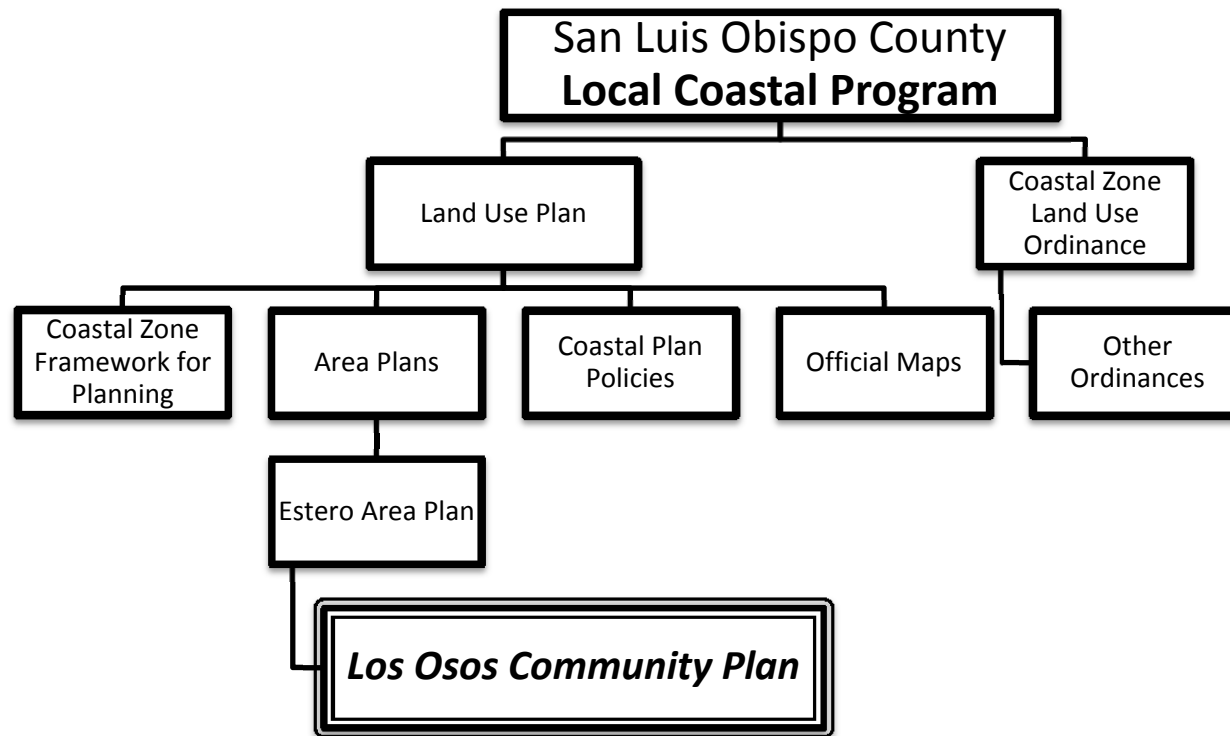 San Luis Obispo County
Local Coastal Program
Land Use Plan
Coastal Zone
Land Use
Ordinance
Coastal Zone
Framework for
Planning
Area Plans
Coastal Plan
Policies
Official Maps
Other
Ordinances
Estero Area Plan
Los Osos Community Plan